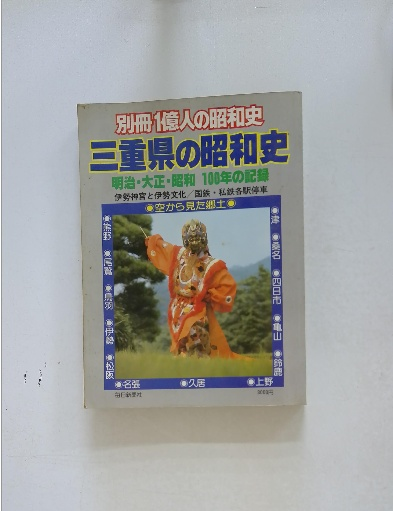 別冊1億人の昭和史
三重県の昭和史
明治・大正・昭和 100年の記録
伊勢神宮と伊勢文化／国鉄・私鉄各駅停車
●空から見た郷土●
●津 ●桑名 ●四日市 ●亀山 ●鈴鹿
●熊野 ●尾鷲 ●鳥羽 ●伊勢 ●松阪
●名張 ●久居 ●上野
毎日新聞社